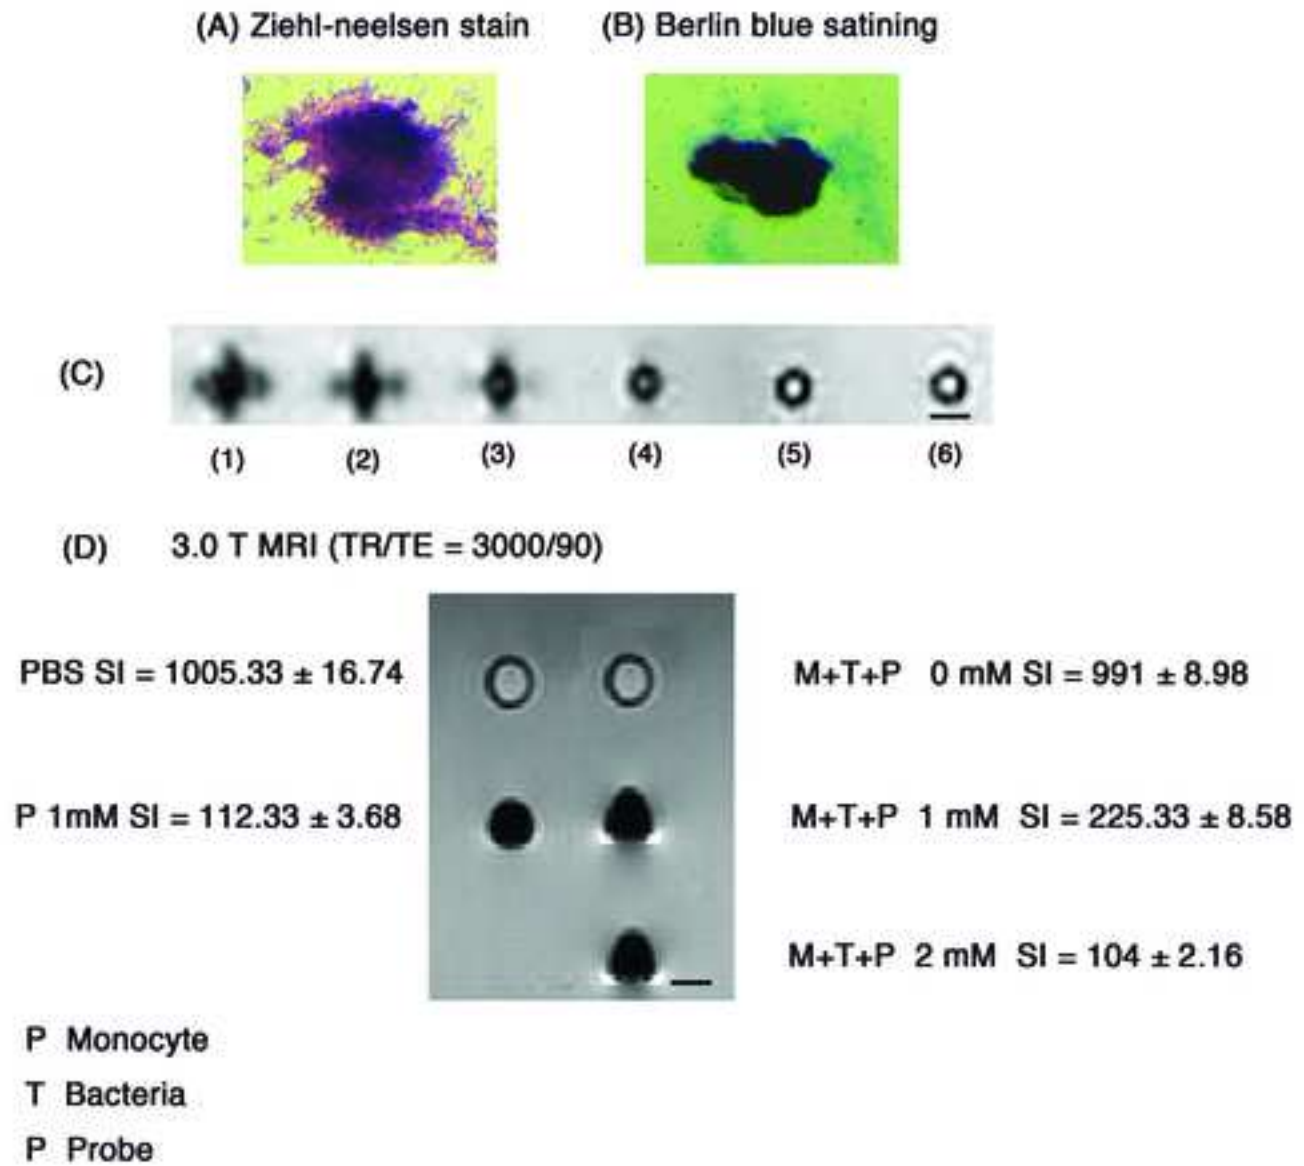 (A) Ziehl-neelsen stain
(B) Berlin blue satining
(C)
(1) (2) (3) (4) (5) (6)
(D) 3.0 T MRI (TR/TE = 3000/90)
PBS SI = 1005.33 ± 16.74
M+T+P 0 mM SI = 991 ± 8.98
P 1mM SI = 112.33 ± 3.68
M+T+P 1 mM SI = 225.33 ± 8.58
M+T+P 2 mM SI = 104 ± 2.16
P Monocyte
T Bacteria
P Probe